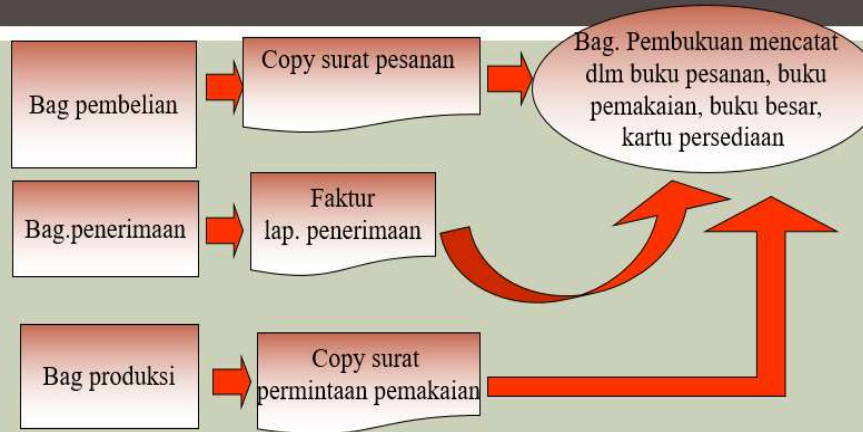 Bag pembelian
Copy surat pesanan
Bag. Pembukuan mencatat
dlm buku pesanan, buku
pemakaian, buku besar,
kartu persediaan
Bag.penerimaan
Faktur
lap. penerimaan
Bag produksi
Copy surat
permintaan pemakaian